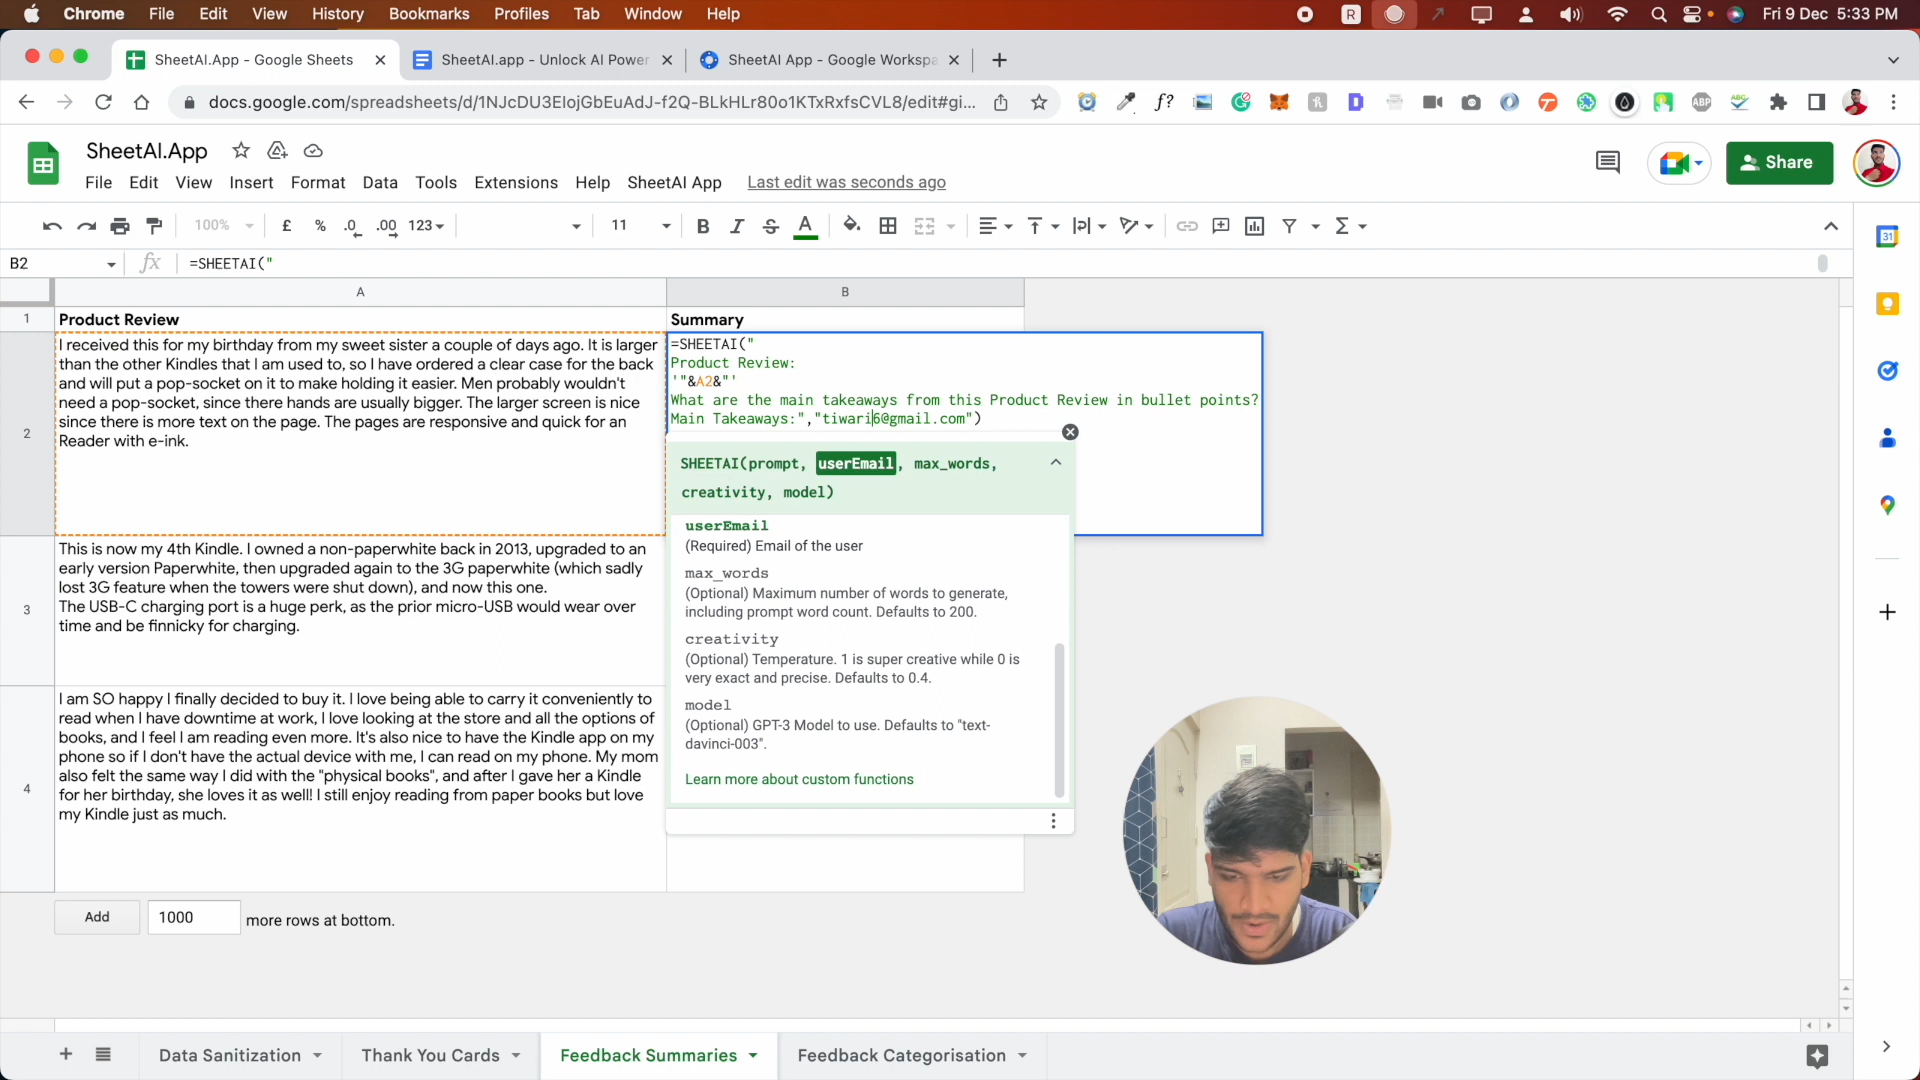 Chrome File Edit View History Bookmarks Profiles Tab Window Help R Fri 9 Dec 5:33 PM
SheetAI.App - Google Sheets SheetAI.app - Unlock AI Power SheetAI App - Google Workspa
docs.google.com/spreadsheets/d/1NJcDU3ElojGbEuAdJ-f2Q-BLkHLr80o1KTxRxfsCVL8/edit#gi... f? D ABP ABC
SheetAI.App
Share
File Edit View Insert Format Data Tools Extensions Help SheetAI App Last edit was seconds ago
100% £ % .0 .00 123 11 B I S A Σ
31
B2 fx =SHEETAI("
A B
1 Product Review Summary
2 I received this for my birthday from my sweet sister a couple of days ago. It is larger
than the other Kindles that I am used to, so I have ordered a clear case for the back
and will put a pop-socket on it to make holding it easier. Men probably wouldn't
need a pop-socket, since there hands are usually bigger. The larger screen is nice
since there is more text on the page. The pages are responsive and quick for an
Reader with e-ink.
=SHEETAI("
Product Review:
'"&A2&"'
What are the main takeaways from this Product Review in bullet points?
Main Takeaways:","tiwari6@gmail.com")
SHEETAI(prompt, userEmail, max_words,
creativity, model)
userEmail
(Required) Email of the user
max_words
(Optional) Maximum number of words to generate,
including prompt word count. Defaults to 200.
creativity
(Optional) Temperature. 1 is super creative while 0 is
very exact and precise. Defaults to 0.4.
model
(Optional) GPT-3 Model to use. Defaults to "text-
davinci-003".
Learn more about custom functions
3 This is now my 4th Kindle. I owned a non-paperwhite back in 2013, upgraded to an
early version Paperwhite, then upgraded again to the 3G paperwhite (which sadly
lost 3G feature when the towers were shut down), and now this one.
The USB-C charging port is a huge perk, as the prior micro-USB would wear over
time and be finnicky for charging.
4 I am SO happy I finally decided to buy it. I love being able to carry it conveniently to
read when I have downtime at work, I love looking at the store and all the options of
books, and I feel I am reading even more. It's also nice to have the Kindle app on my
phone so if I don't have the actual device with me, I can read on my phone. My mom
also felt the same way I did with the "physical books", and after I gave her a Kindle
for her birthday, she loves it as well! I still enjoy reading from paper books but love
my Kindle just as much.
Add 1000 more rows at bottom.
Data Sanitization Thank You Cards Feedback Summaries Feedback Categorisation